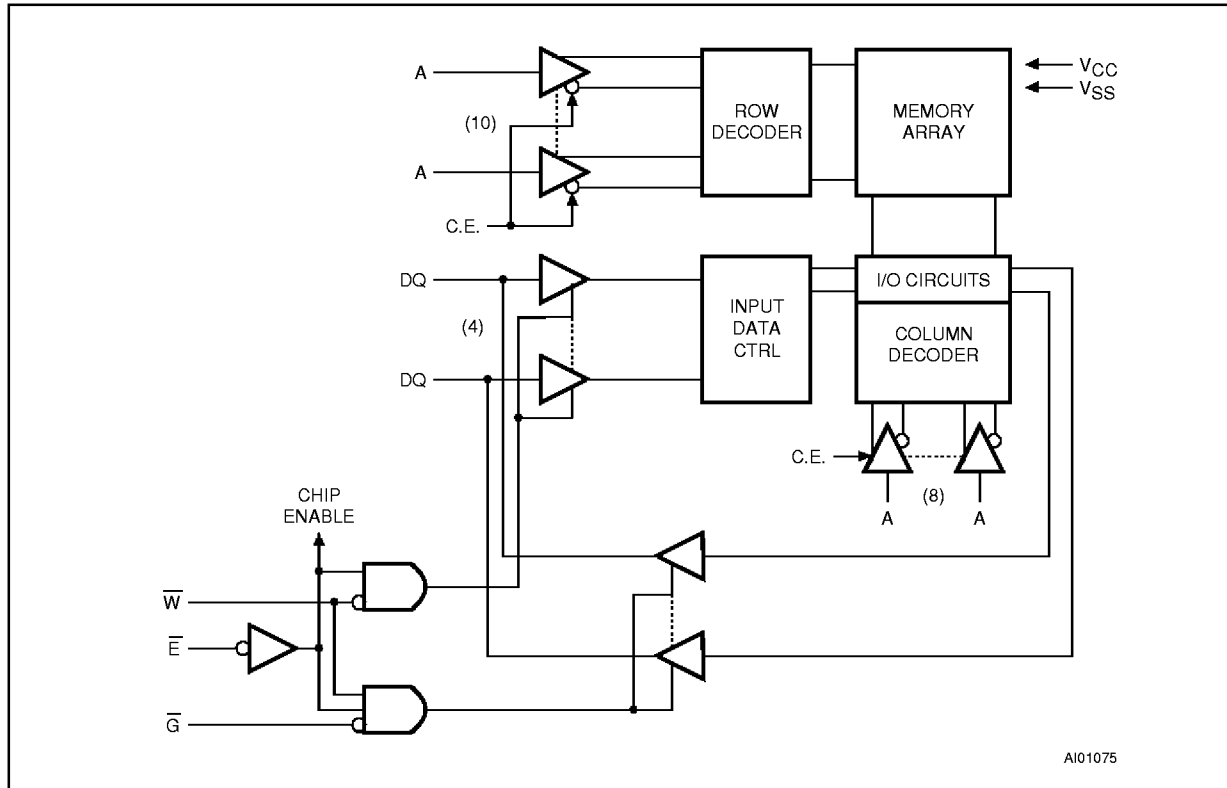 A
(10)
A
C.E.
ROW
DECODER
MEMORY
ARRAY
VCC
VSS
DQ
(4)
DQ
INPUT
DATA
CTRL
I/O CIRCUITS
COLUMN
DECODER
C.E.
(8)
A
A
CHIP
ENABLE
W̅
E̅
G̅
AI01075